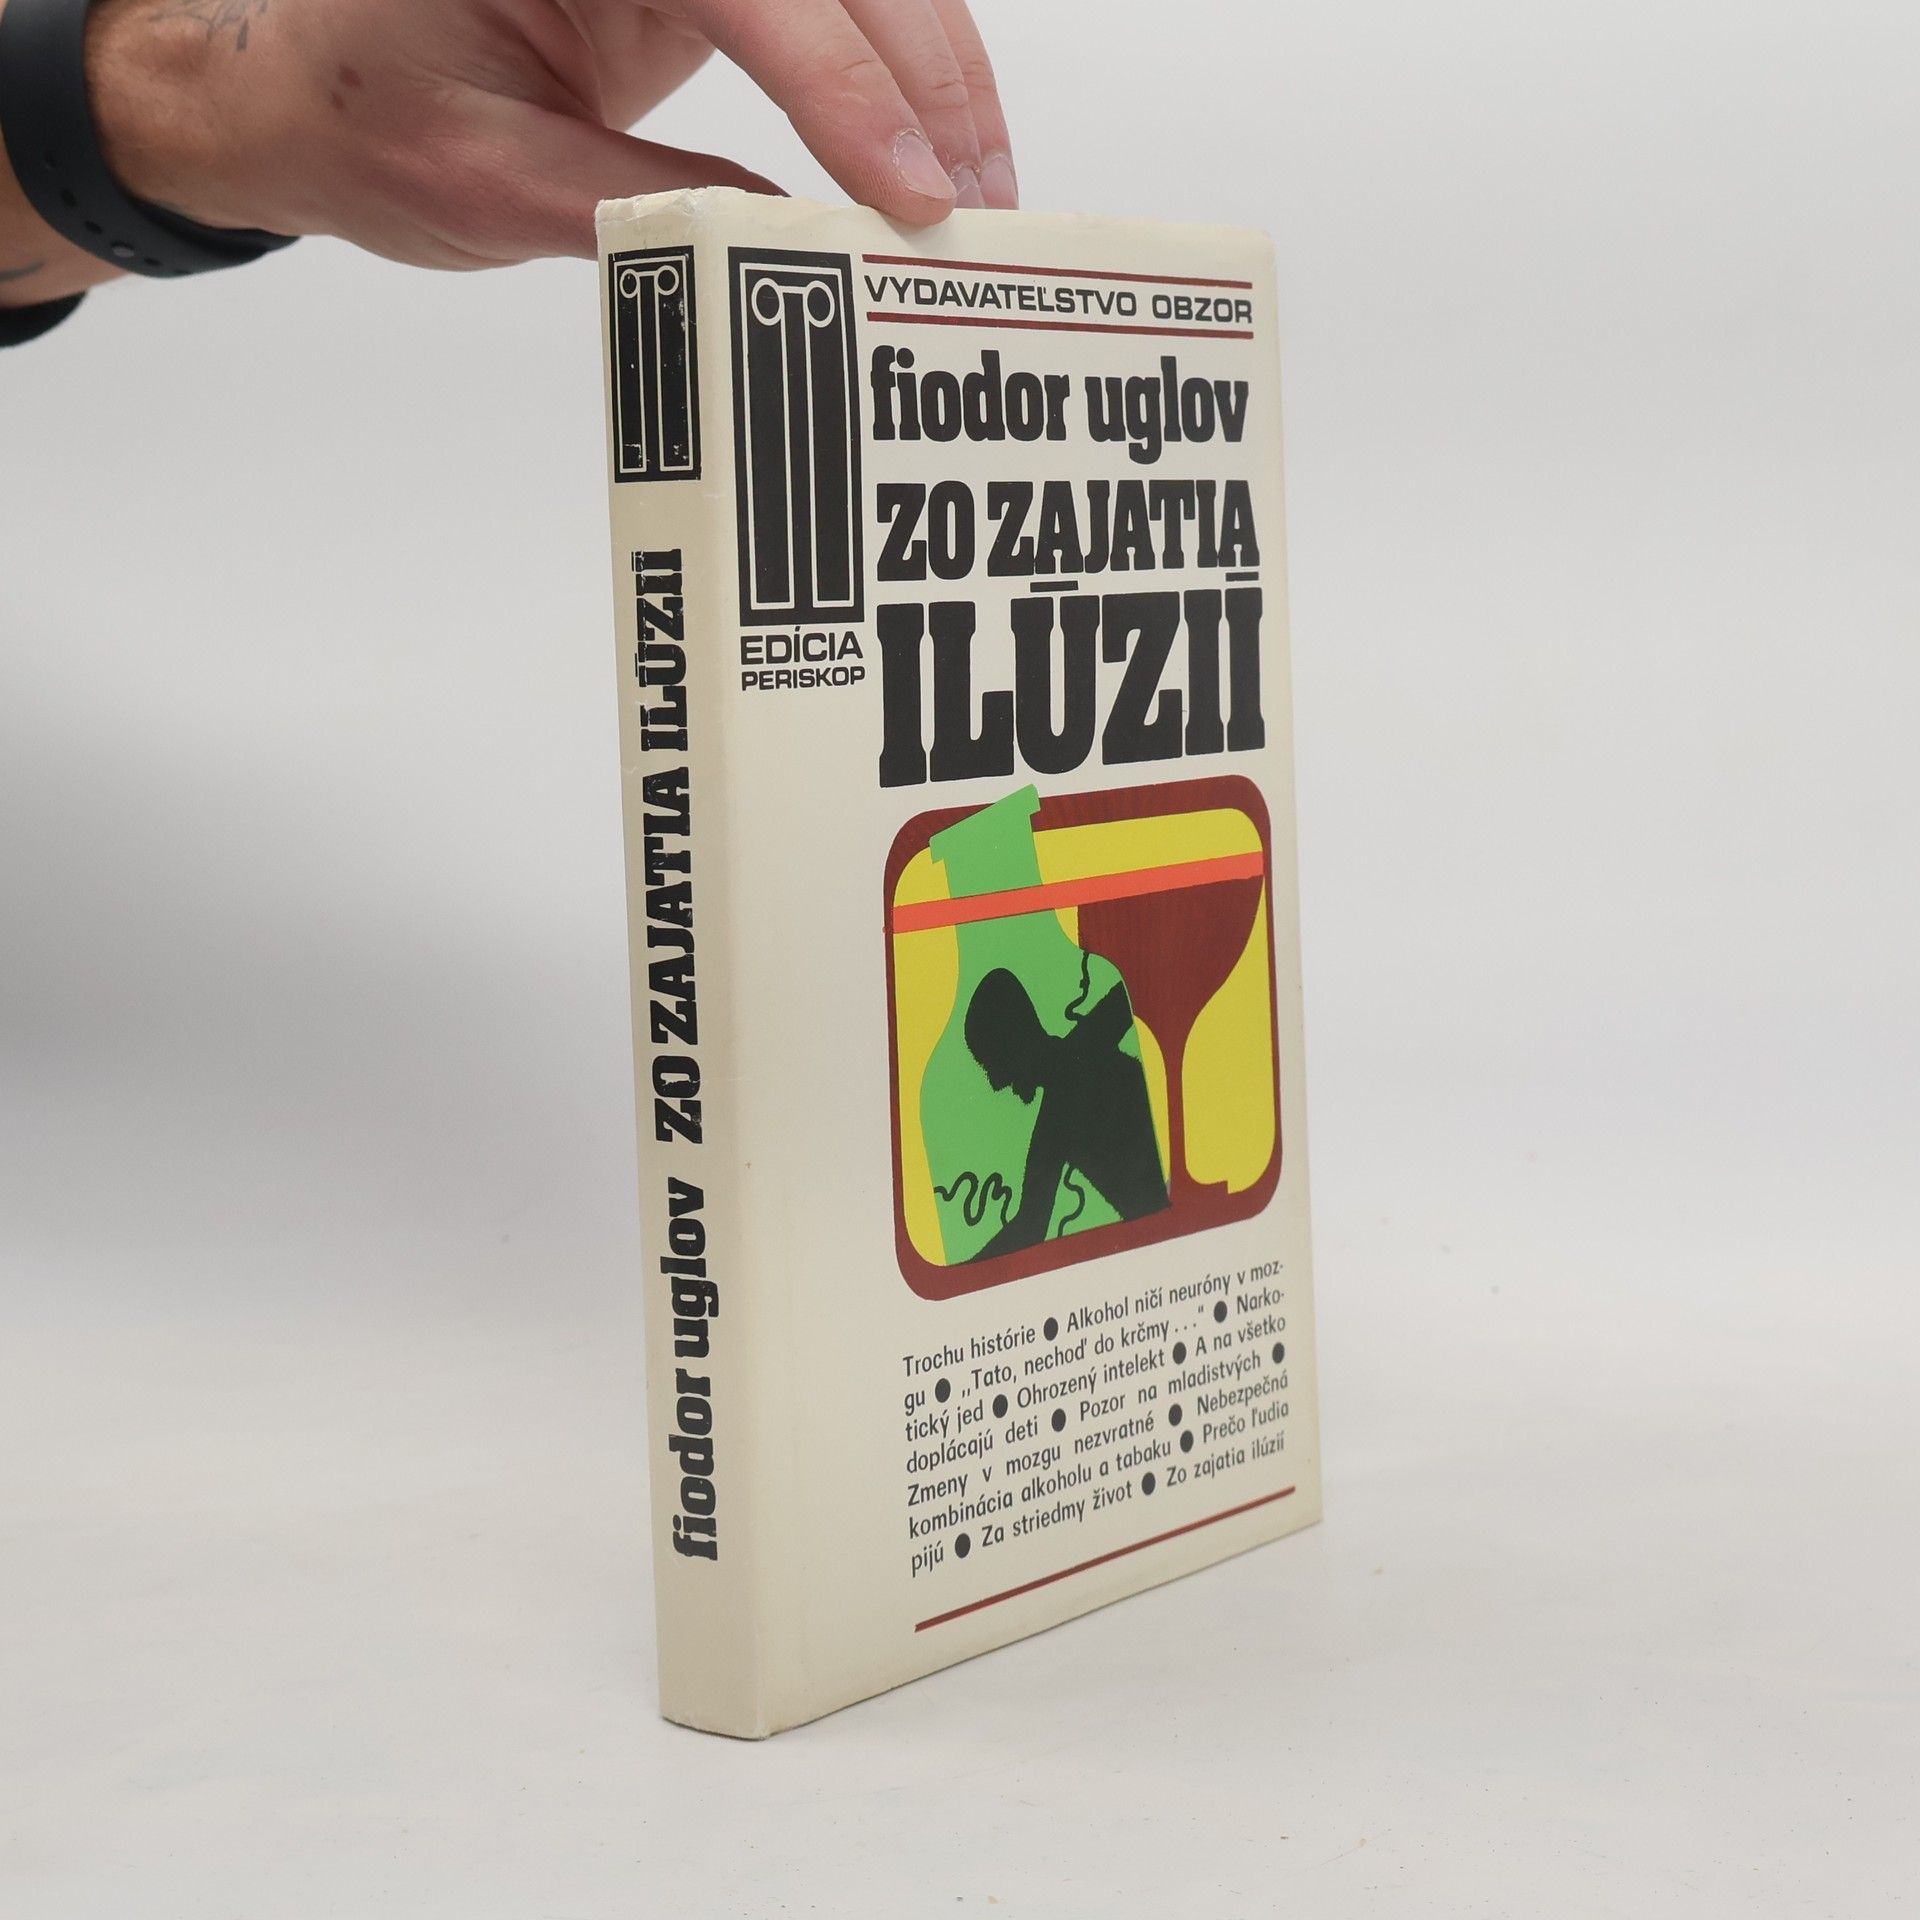 VYDAVATEĽSTVO OBZOR
fiodor uglov
ZO ZAJATIA
ILÚZIÍ
EDÍCIA
PERISKOP
Trochu histórie ● Alkohol ničí neuróny v moz-
gu ● „Tato, nechoď do krčmy . . .“ ● Narko-
tický jed ● Ohrozený intelekt ● A na všetko
doplácajú deti ● Pozor na mladistvých ●
Zmeny v mozgu nezvratné ● Nebezpečná
kombinácia alkoholu a tabaku ● Prečo ľudia
pijú ● Za striedmy život ● Zo zajatia ilúzií
fiodor uglov ZO ZAJATIA ILÚZIÍ